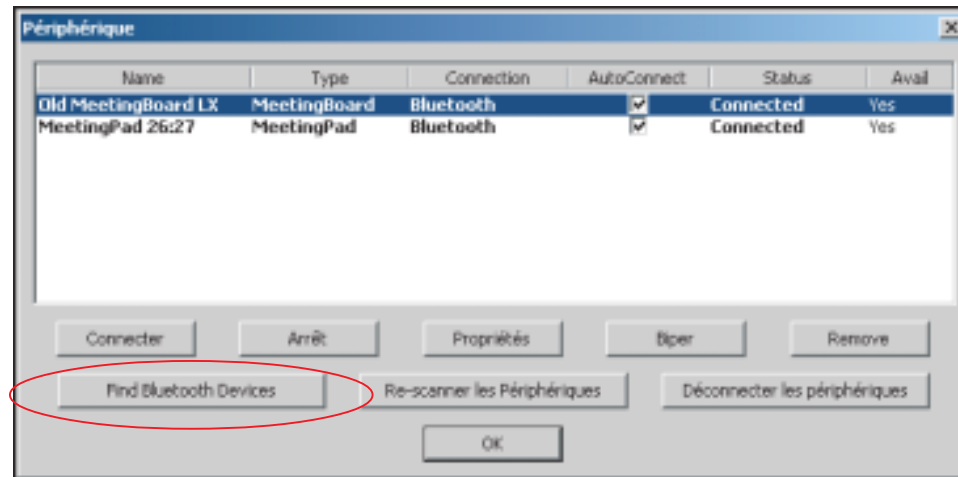 Périphérique
Name Type Connection AutoConnect Status Avail
Old MeetingBoard LX MeetingBoard Bluetooth Connected Yes
MeetingPad 26:27 MeetingPad Bluetooth Connected Yes
Connecter Arrêt Propriétés Biper Remove
Find Bluetooth Devices Re-scanner les Périphériques Déconnecter les périphériques
OK